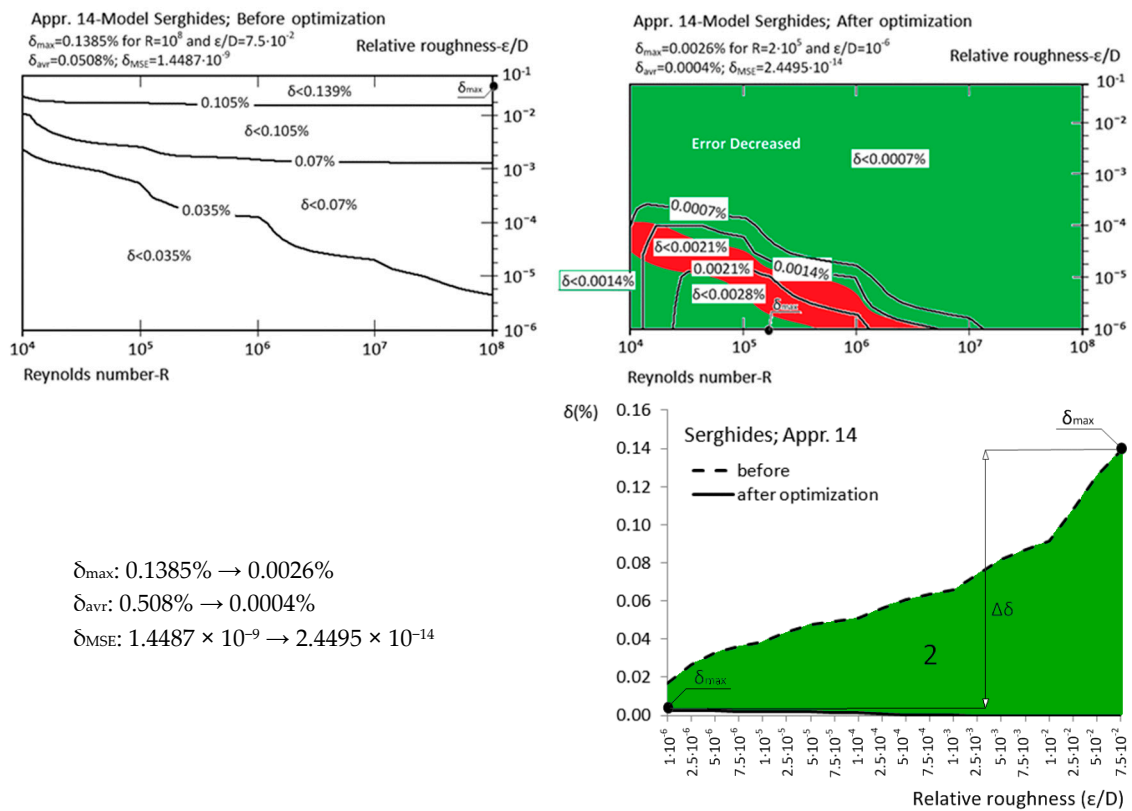 Appr. 14-Model Serghides; Before optimization
δmax=0.1385% for R=10⁸ and ε/D=7.5·10⁻²
δavr=0.0508%; δMSE=1.4487·10⁻⁹
Relative roughness-ε/D
10⁻¹
δ<0.139%
δmax
0.105%
10⁻²
δ<0.105%
0.07%
10⁻³
0.035%
δ<0.07%
10⁻⁴
δ<0.035%
10⁻⁵
10⁻⁶
10⁴
10⁵
10⁶
10⁷
10⁸
Reynolds number-R
Appr. 14-Model Serghides; After optimization
δmax=0.0026% for R=2·10⁵ and ε/D=10⁻⁶
δavr=0.0004%; δMSE=2.4495·10⁻¹⁴
Relative roughness-ε/D
10⁻¹
10⁻²
Error Decreased
δ<0.0007%
10⁻³
0.0007%
10⁻⁴
δ<0.0021%
0.0021%
0.0014%
δ<0.0014%
10⁻⁵
δ<0.0028%
δmax
10⁻⁶
10⁴
10⁵
10⁶
10⁷
10⁸
Reynolds number-R
δmax: 0.1385% → 0.0026%
δavr: 0.508% → 0.0004%
δMSE: 1.4487 × 10⁻⁹ → 2.4495 × 10⁻¹⁴
δ(%)
0.16
0.14
0.12
0.10
0.08
0.06
0.04
0.02
0.00
Serghides; Appr. 14
before
after optimization
δmax
Δδ
2
δmax
1·10⁻⁶
2.5·10⁻⁶
5·10⁻⁶
7.5·10⁻⁶
1·10⁻⁵
2.5·10⁻⁵
5·10⁻⁵
7.5·10⁻⁵
1·10⁻⁴
2.5·10⁻⁴
5·10⁻⁴
7.5·10⁻⁴
1·10⁻³
2.5·10⁻³
5·10⁻³
7.5·10⁻³
1·10⁻²
2.5·10⁻²
5·10⁻²
7.5·10⁻²
Relative roughness (ε/D)